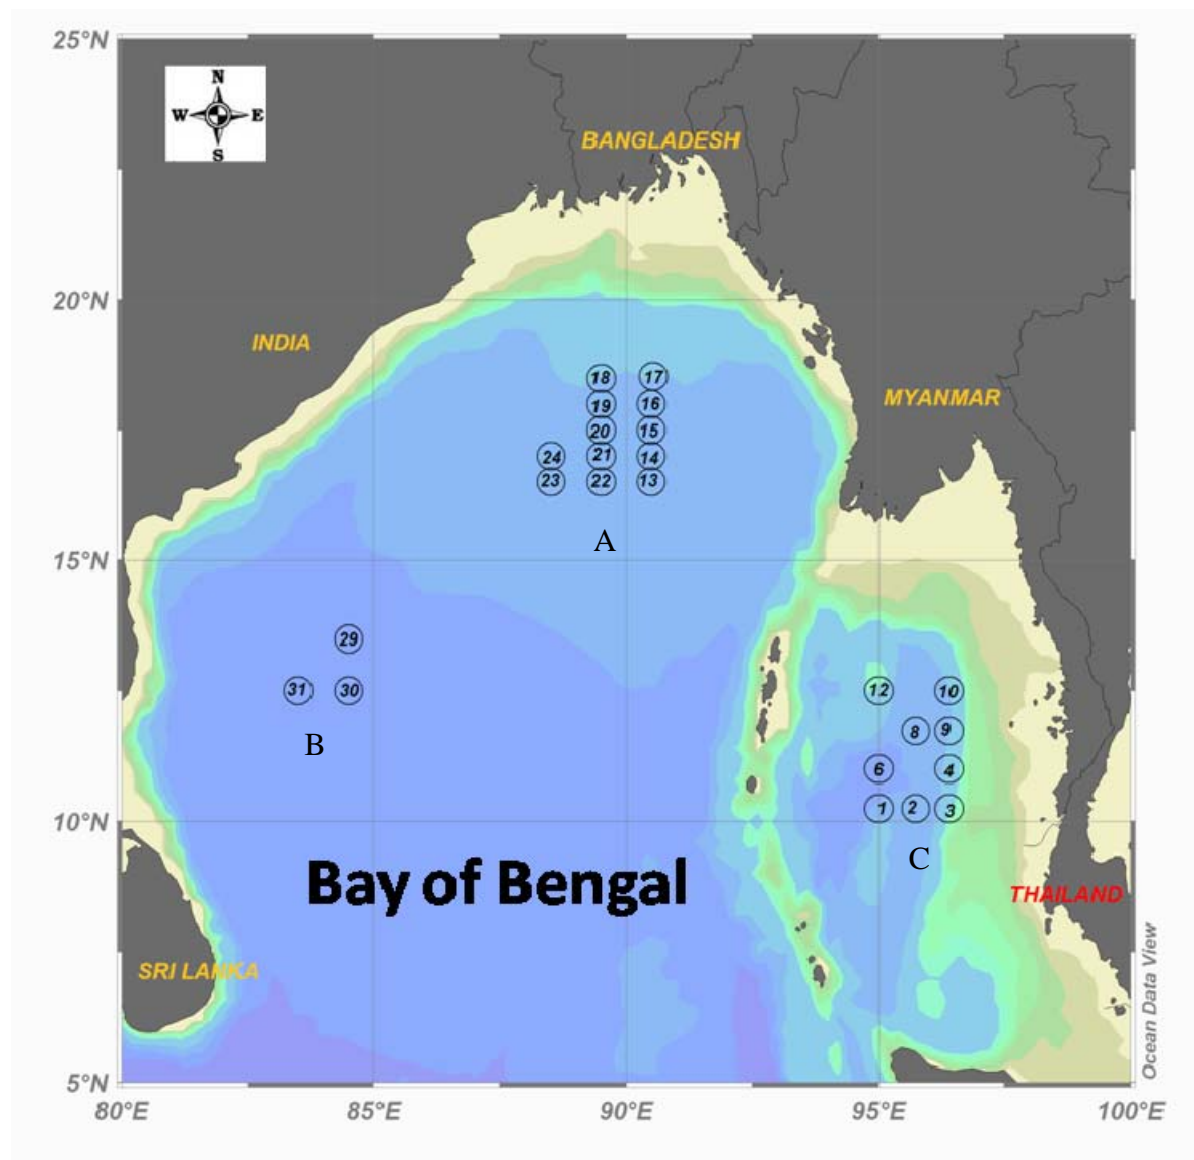 25°N
N
W E
S
BANGLADESH
20°N
INDIA
18 17
MYANMAR
19 16
20 15
24 21 14
23 22 13
A
15°N
29
31 30
12 10
B
8 9
6 4
1 2 3
10°N
C
Bay of Bengal
THAILAND
SRI LANKA
Ocean Data View
5°N
80°E 85°E 90°E 95°E 100°E